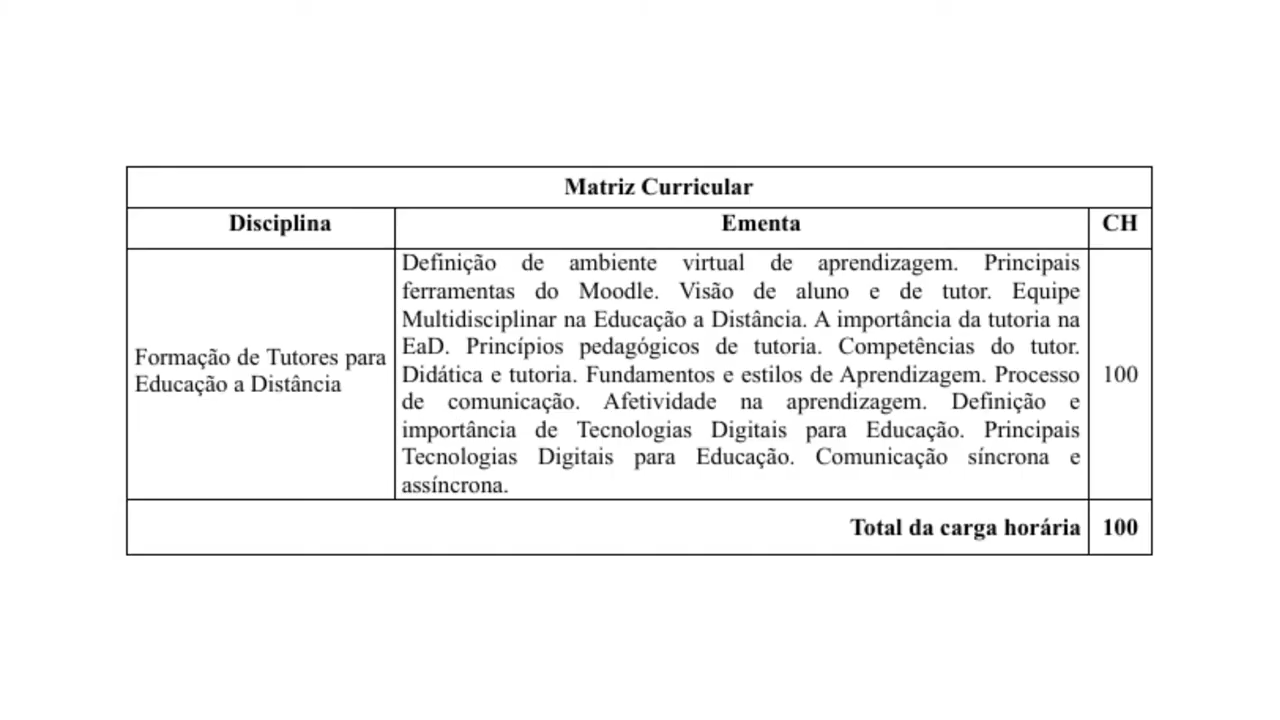 Matriz Curricular
Disciplina Ementa CH
Formação de Tutores para
Educação a Distância
Definição de ambiente virtual de aprendizagem. Principais
ferramentas do Moodle. Visão de aluno e de tutor. Equipe
Multidisciplinar na Educação a Distância. A importância da tutoria na
EaD. Princípios pedagógicos de tutoria. Competências do tutor.
Didática e tutoria. Fundamentos e estilos de Aprendizagem. Processo
de comunicação. Afetividade na aprendizagem. Definição e
importância de Tecnologias Digitais para Educação. Principais
Tecnologias Digitais para Educação. Comunicação síncrona e
assíncrona.
100
Total da carga horária 100